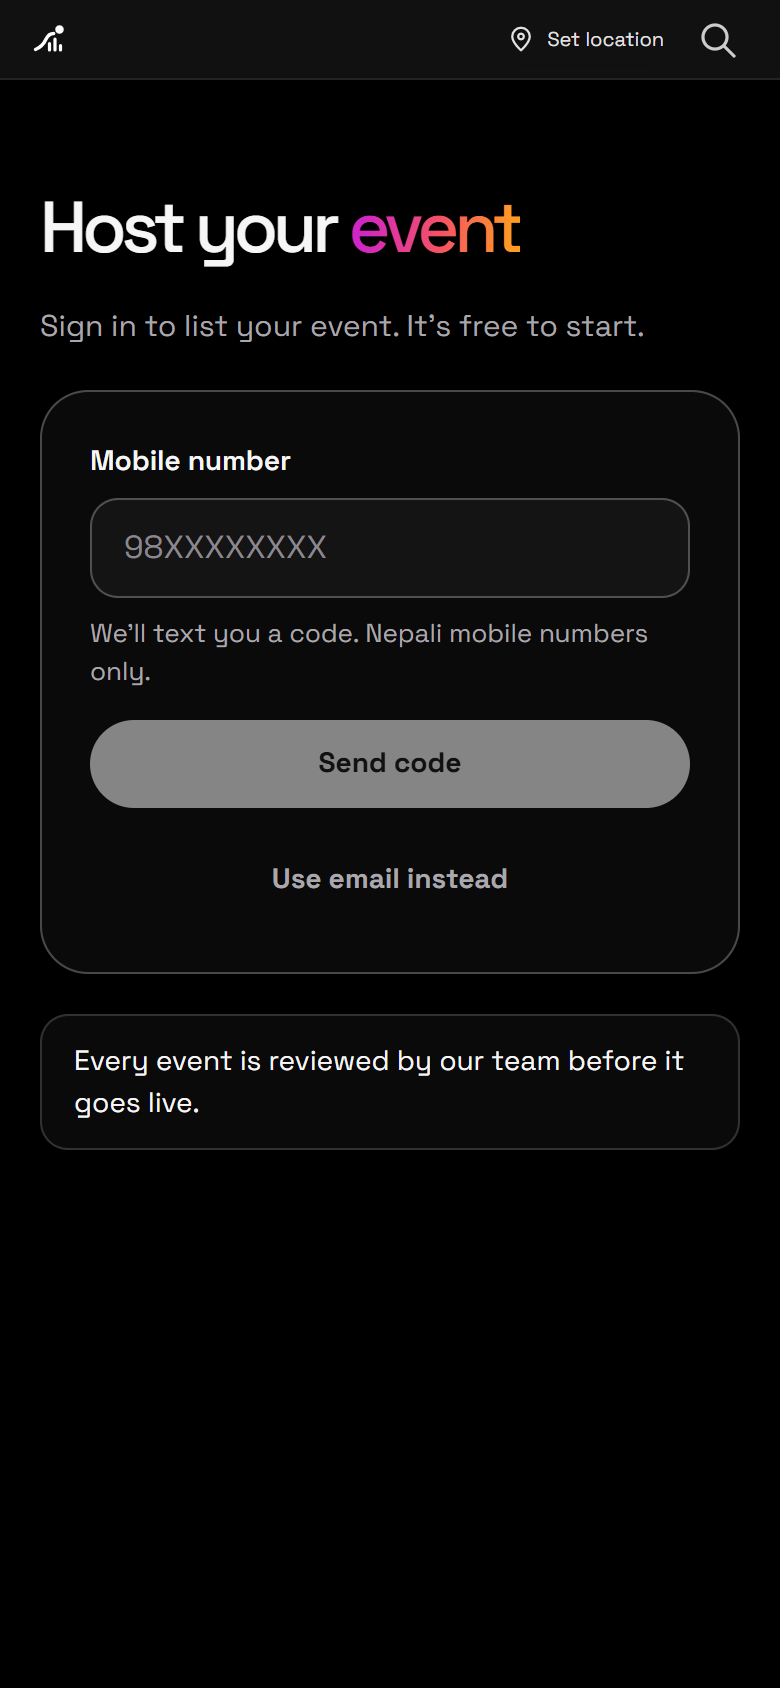 Set location
Host your event
Sign in to list your event. It’s free to start.
Mobile number
98XXXXXXXX
We’ll text you a code. Nepali mobile numbers
only.
Send code
Use email instead
Every event is reviewed by our team before it
goes live.